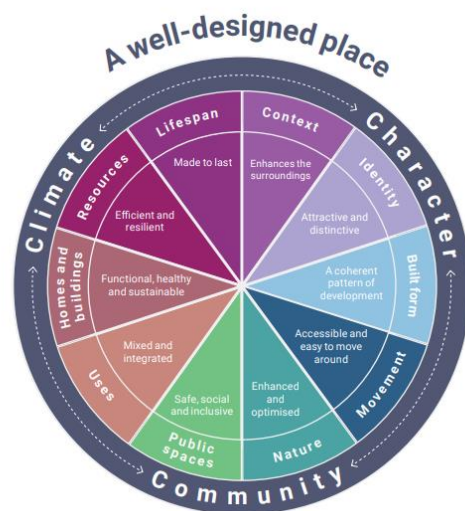 A well-designed place
Climate
Character
Community
Context
Enhances the
surroundings
Identity
Attractive and
distinctive
Built form
A coherent
pattern of
development
Movement
Accessible and
easy to move
around
Nature
Enhanced
and
optimised
Public
spaces
Safe, social
and inclusive
Uses
Mixed and
integrated
Homes and
buildings
Functional, healthy
and sustainable
Resources
Efficient and
resilient
Lifespan
Made to last